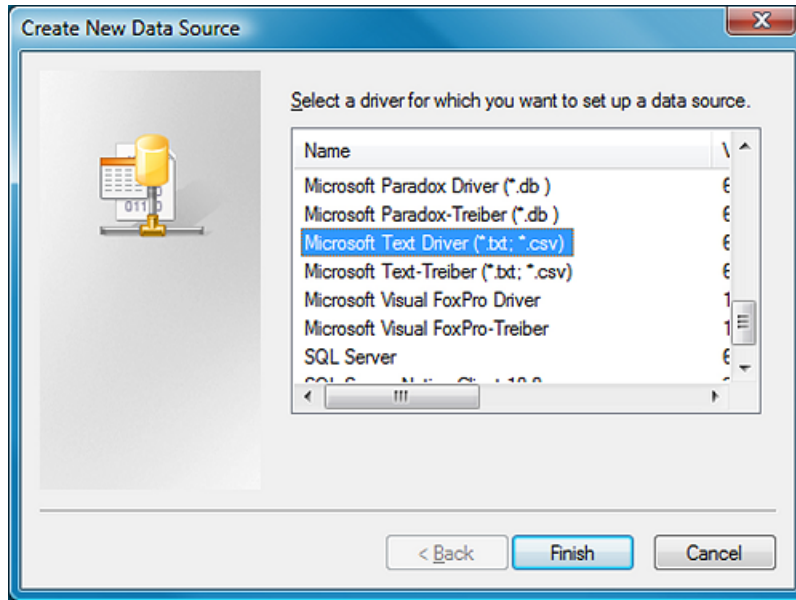 Create New Data Source
Select a driver for which you want to set up a data source.
Name
Microsoft Paradox Driver (*.db )
Microsoft Paradox-Treiber (*.db )
Microsoft Text Driver (*.txt; *.csv)
Microsoft Text-Treiber (*.txt; *.csv)
Microsoft Visual FoxPro Driver
Microsoft Visual FoxPro-Treiber
SQL Server
< Back Finish Cancel